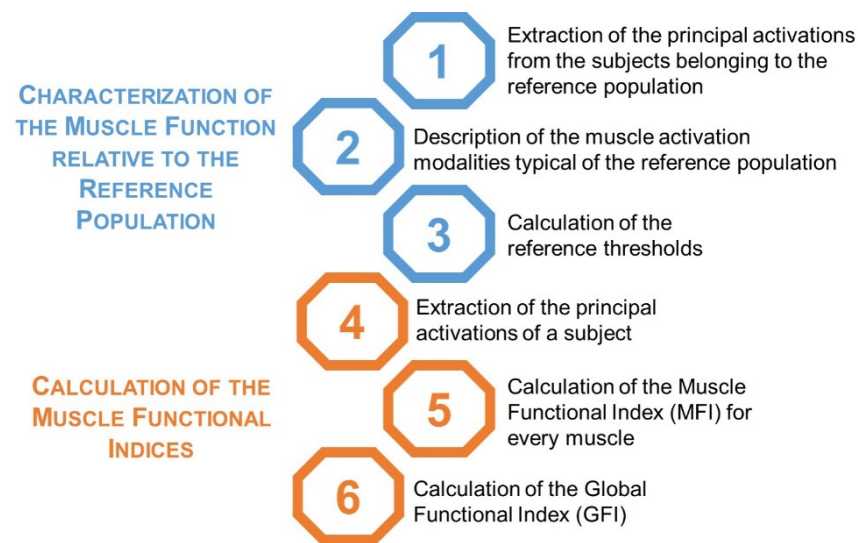 CHARACTERIZATION OF
THE MUSCLE FUNCTION
RELATIVE TO THE
REFERENCE
POPULATION
1
Extraction of the principal activations
from the subjects belonging to the
reference population
2
Description of the muscle activation
modalities typical of the reference population
3
Calculation of the
reference thresholds
CALCULATION OF THE
MUSCLE FUNCTIONAL
INDICES
4
Extraction of the principal
activations of a subject
5
Calculation of the Muscle
Functional Index (MFI) for
every muscle
6
Calculation of the Global
Functional Index (GFI)